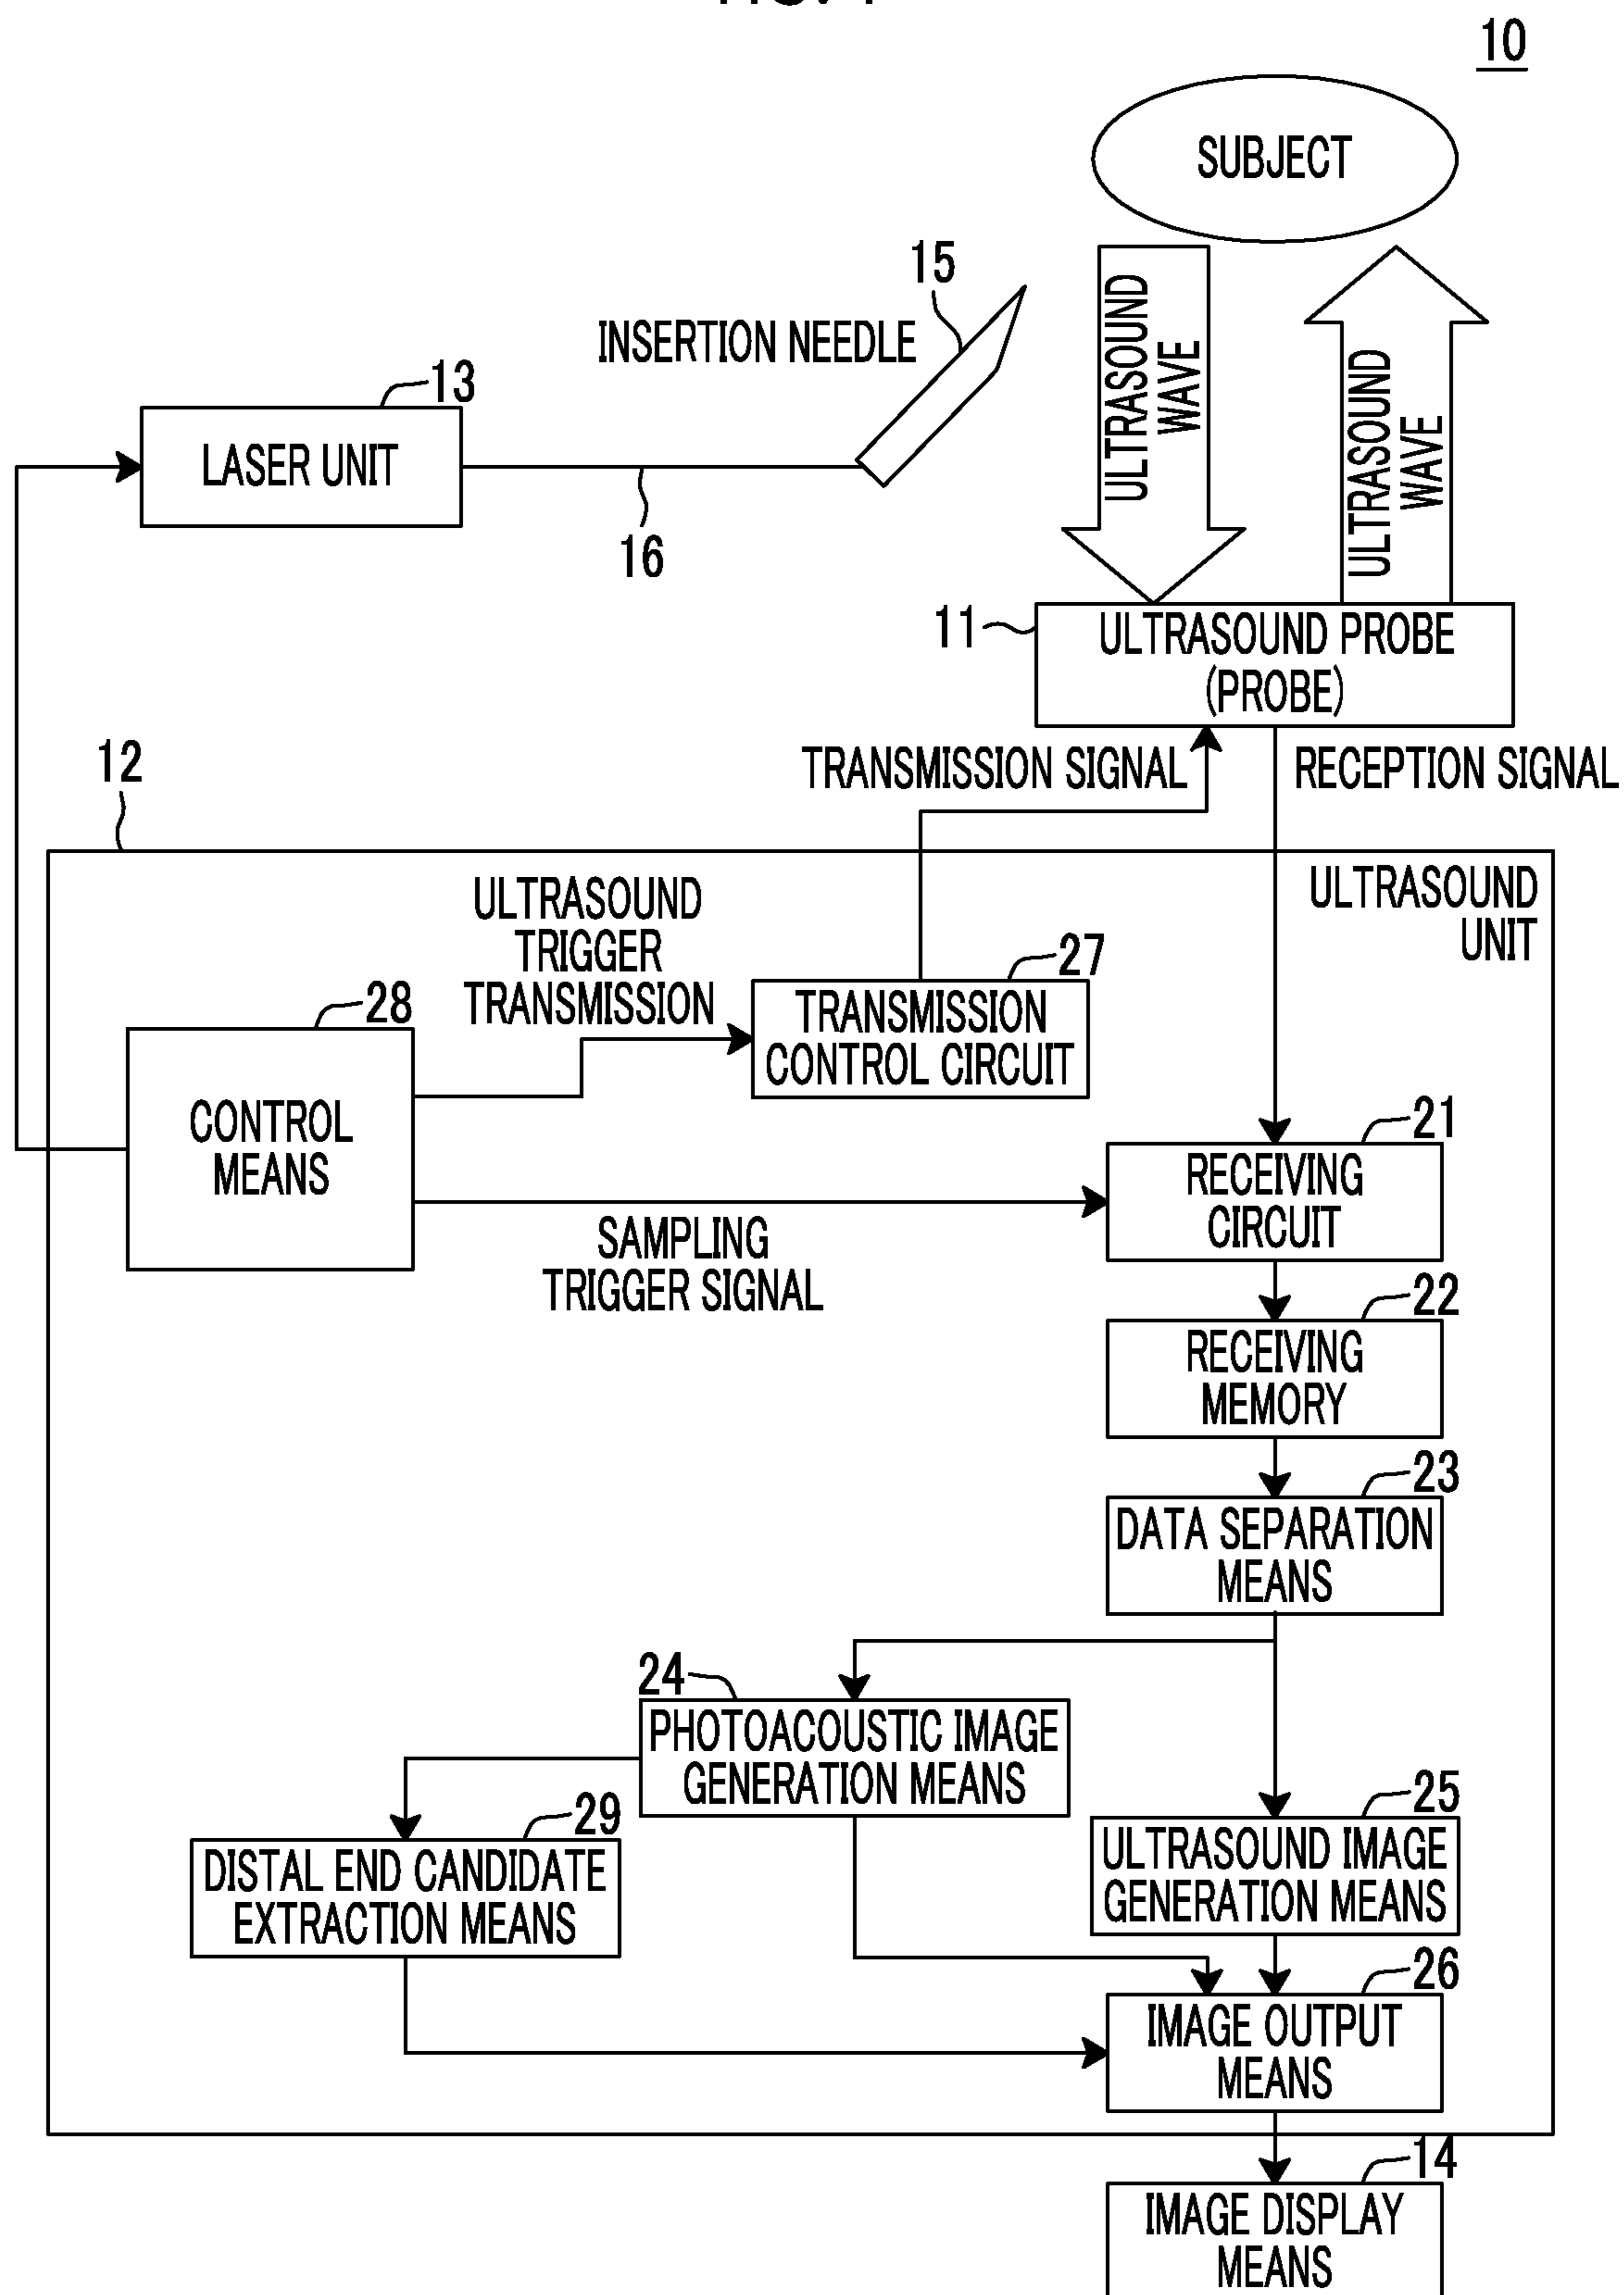 10
SUBJECT
15
INSERTION NEEDLE
ULTRASOUND
WAVE
ULTRASOUND
WAVE
13
LASER UNIT
16
11
ULTRASOUND PROBE
(PROBE)
TRANSMISSION SIGNAL
RECEPTION SIGNAL
12
ULTRASOUND
UNIT
ULTRASOUND
TRIGGER
TRANSMISSION
27
TRANSMISSION
CONTROL CIRCUIT
28
CONTROL
MEANS
21
RECEIVING
CIRCUIT
SAMPLING
TRIGGER SIGNAL
22
RECEIVING
MEMORY
23
DATA SEPARATION
MEANS
24
PHOTOACOUSTIC IMAGE
GENERATION MEANS
25
ULTRASOUND IMAGE
GENERATION MEANS
29
DISTAL END CANDIDATE
EXTRACTION MEANS
26
IMAGE OUTPUT
MEANS
14
IMAGE DISPLAY
MEANS